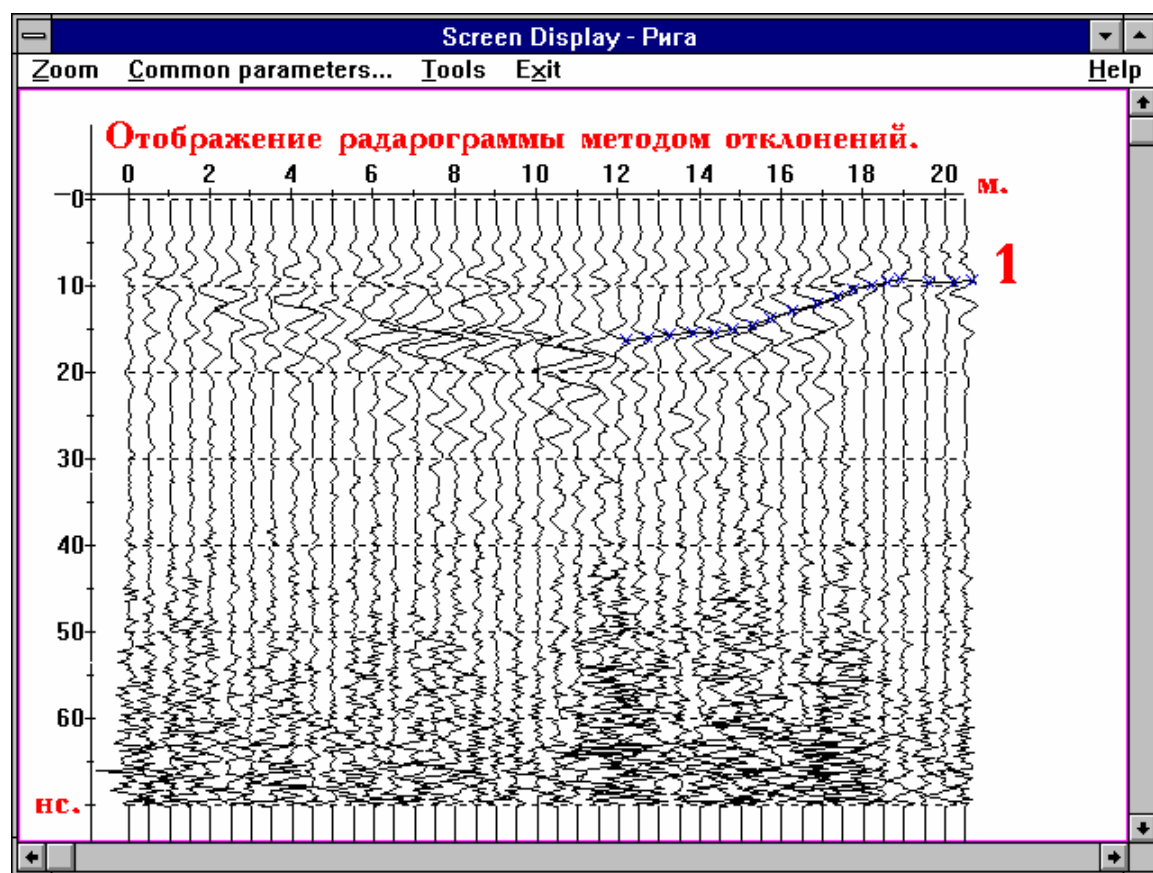 Screen Display - Рига
Zoom Common parameters... Tools Exit Help
Отображение радарограммы методом отклонений.
0 2 4 6 8 10 12 14 16 18 20 м.
0
1
10
20
30
40
50
60
нс.